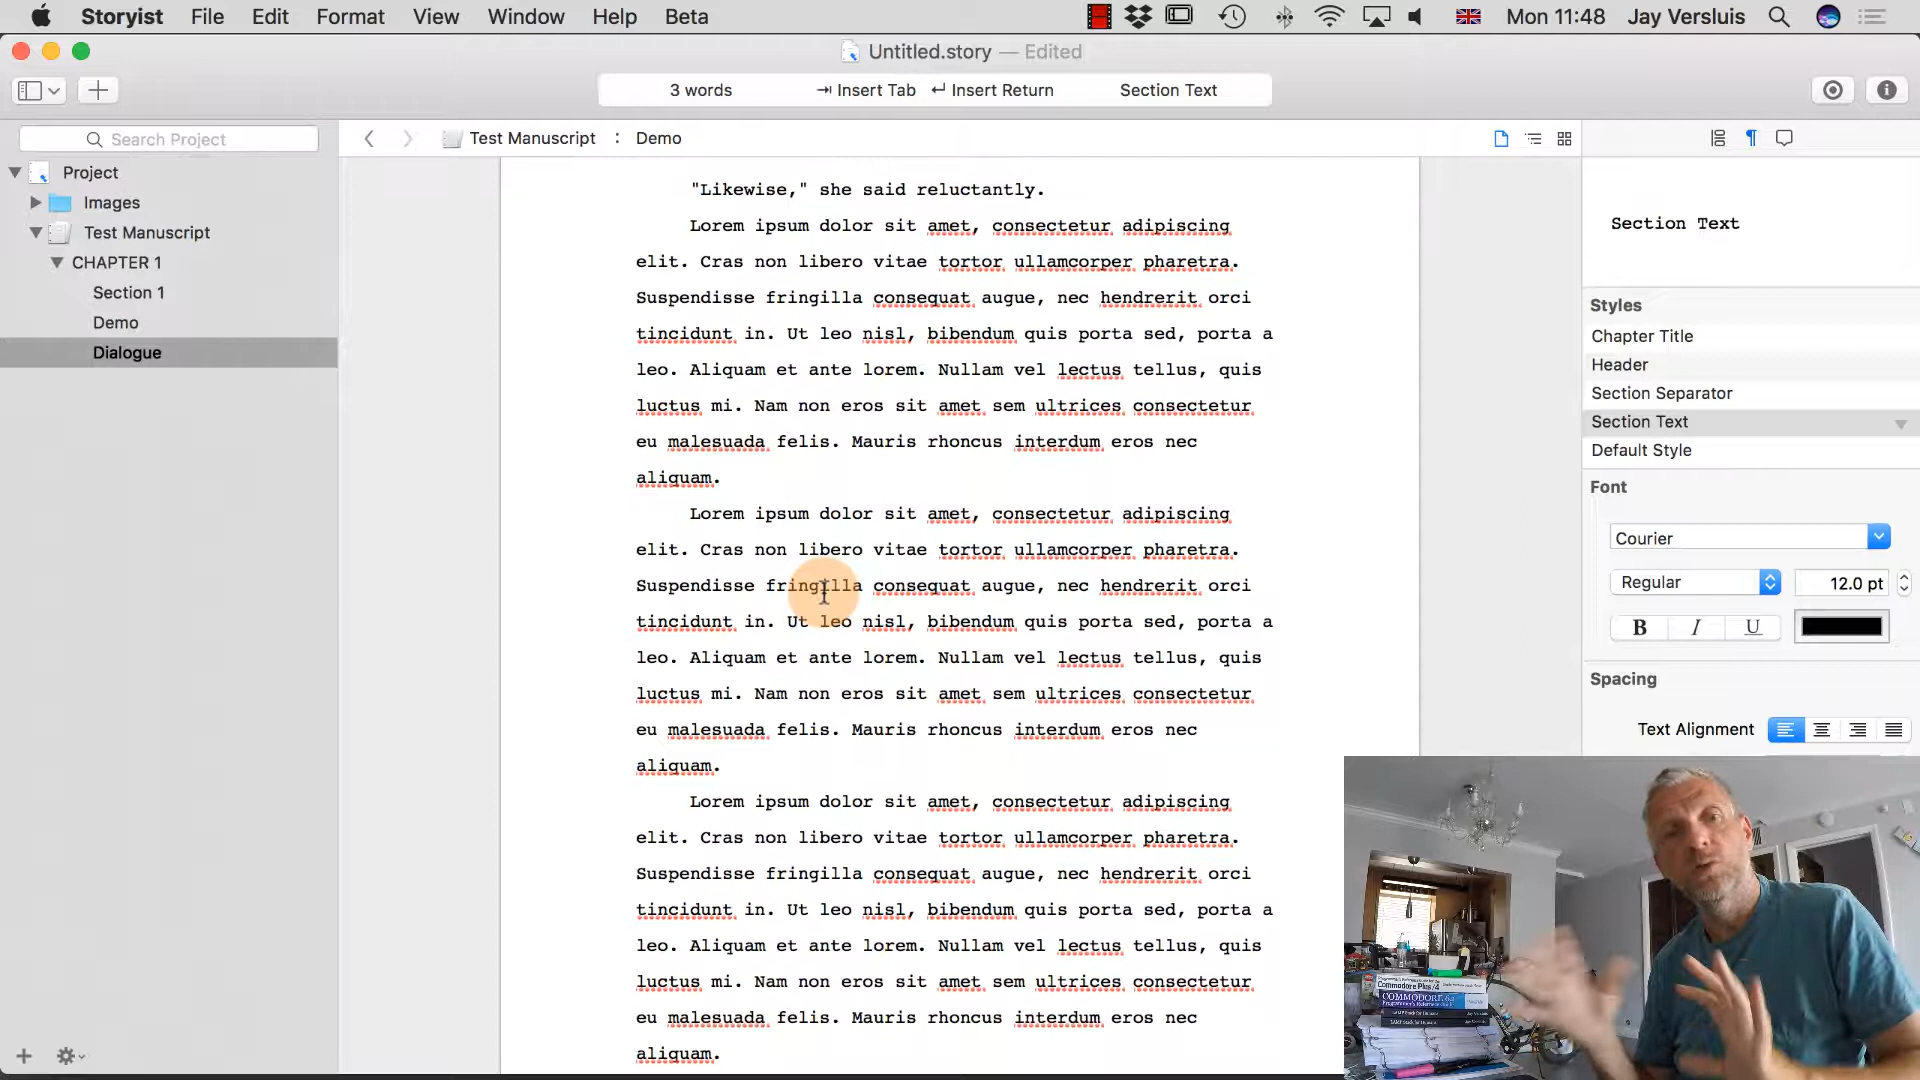 Storyist File Edit Format View Window Help Beta Mon 11:48 Jay Versluis
Untitled.story — Edited
3 words Insert Tab Insert Return Section Text
Search Project
Test Manuscript : Demo
Project
Images
Test Manuscript
CHAPTER 1
Section 1
Demo
Dialogue
"Likewise," she said reluctantly.
Lorem ipsum dolor sit amet, consectetur adipiscing
elit. Cras non libero vitae tortor ullamcorper pharetra.
Suspendisse fringilla consequat augue, nec hendrerit orci
tincidunt in. Ut leo nisl, bibendum quis porta sed, porta a
leo. Aliquam et ante lorem. Nullam vel lectus tellus, quis
luctus mi. Nam non eros sit amet sem ultrices consectetur
eu malesuada felis. Mauris rhoncus interdum eros nec
aliquam.
Lorem ipsum dolor sit amet, consectetur adipiscing
elit. Cras non libero vitae tortor ullamcorper pharetra.
Suspendisse fringilla consequat augue, nec hendrerit orci
tincidunt in. Ut leo nisl, bibendum quis porta sed, porta a
leo. Aliquam et ante lorem. Nullam vel lectus tellus, quis
luctus mi. Nam non eros sit amet sem ultrices consectetur
eu malesuada felis. Mauris rhoncus interdum eros nec
aliquam.
Lorem ipsum dolor sit amet, consectetur adipiscing
elit. Cras non libero vitae tortor ullamcorper pharetra.
Suspendisse fringilla consequat augue, nec hendrerit orci
tincidunt in. Ut leo nisl, bibendum quis porta sed, porta a
leo. Aliquam et ante lorem. Nullam vel lectus tellus, quis
luctus mi. Nam non eros sit amet sem ultrices consectetur
eu malesuada felis. Mauris rhoncus interdum eros nec
aliquam.
Section Text
Styles
Chapter Title
Header
Section Separator
Section Text
Default Style
Font
Courier
Regular 12.0 pt
B I U
Spacing
Text Alignment
Commodore Plus/4
COMMODORE 64